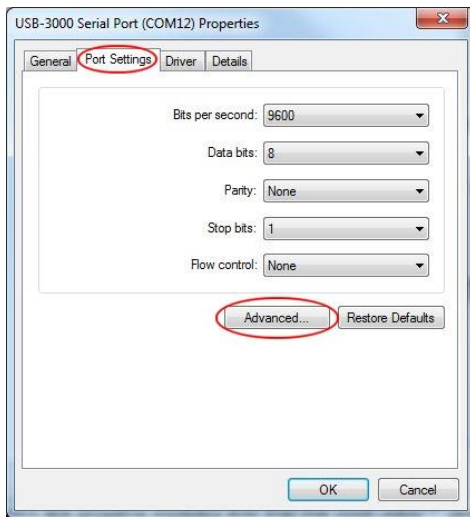 USB-3000 Serial Port (COM12) Properties
General Port Settings Driver Details
Bits per second: 9600
Data bits: 8
Parity: None
Stop bits: 1
Flow control: None
Advanced... Restore Defaults
OK Cancel